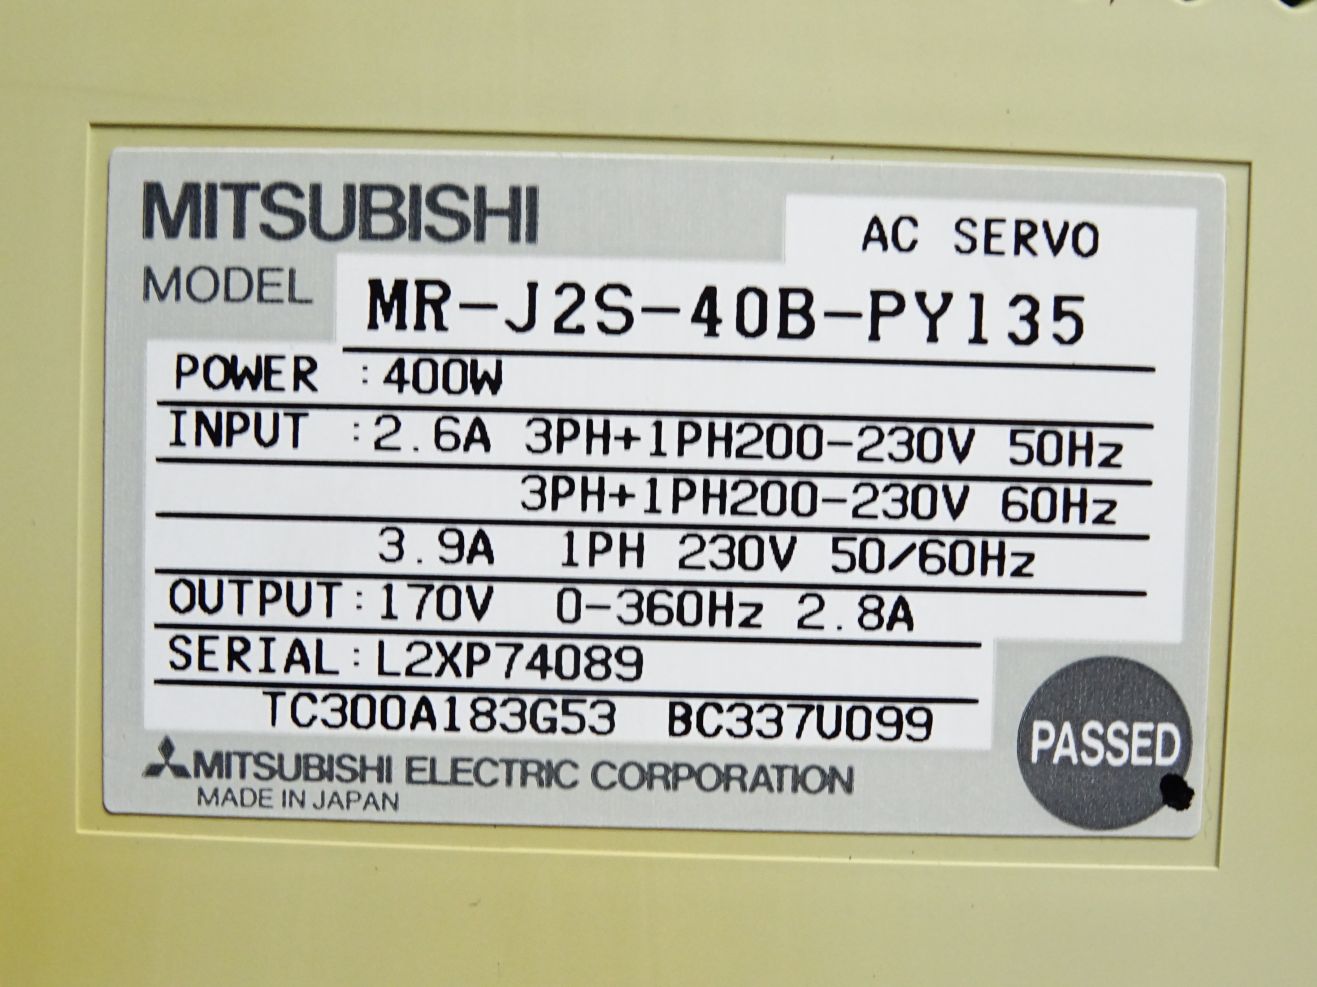 MITSUBISHI
AC SERVO
MODEL MR-J2S-40B-PY135
POWER :400W
INPUT :2.6A 3PH+1PH200-230V 50Hz
3PH+1PH200-230V 60Hz
3.9A 1PH 230V 50/60Hz
OUTPUT:170V 0-360Hz 2.8A
SERIAL:L2XP74089
TC300A183G53 BC337U099
PASSED
MITSUBISHI ELECTRIC CORPORATION
MADE IN JAPAN